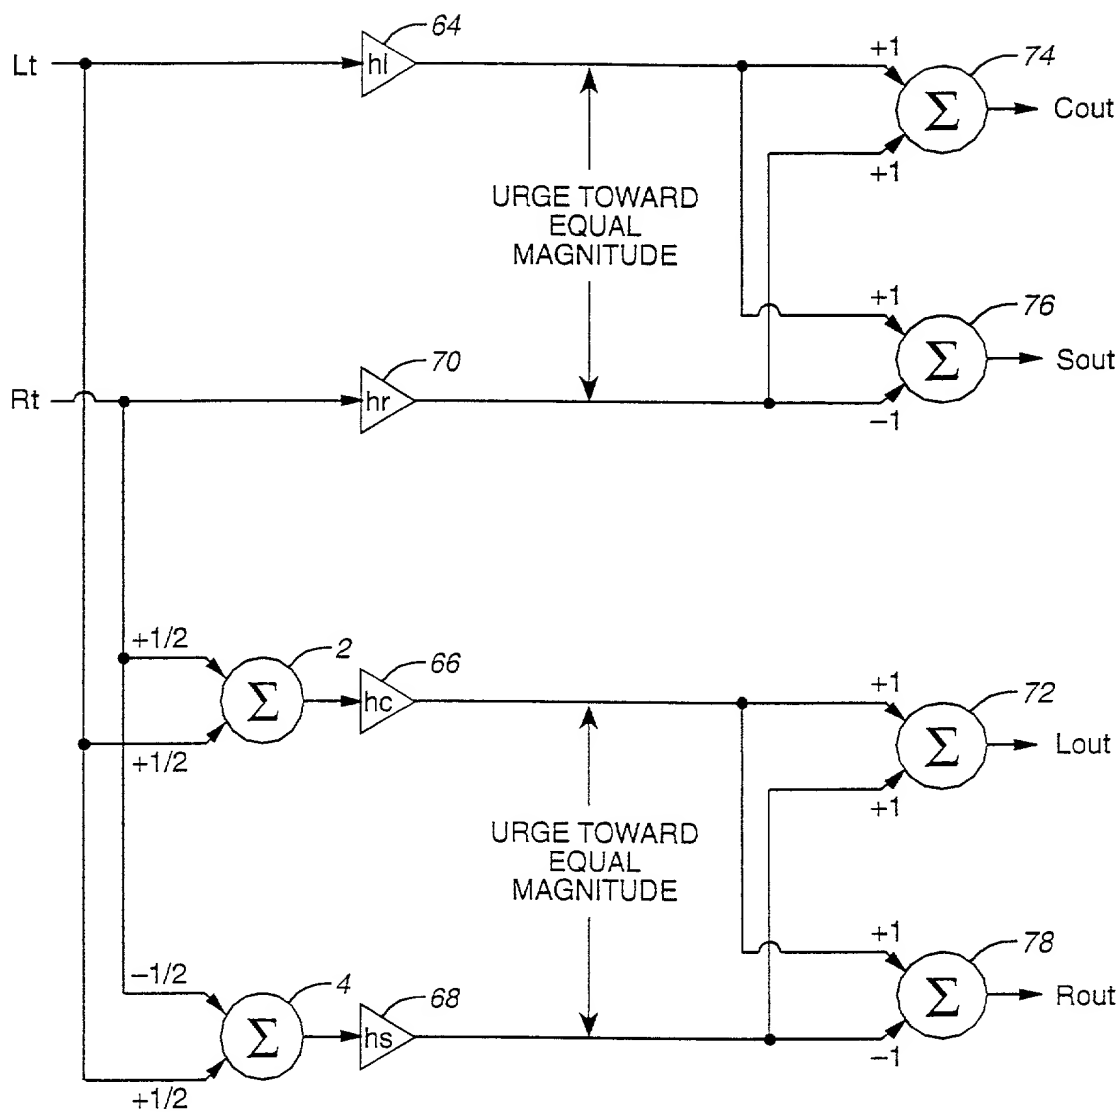 64
Lt
hl
+1
74
Σ
Cout
+1
URGE TOWARD
EQUAL
MAGNITUDE
+1
76
Σ
Sout
70
Rt
hr
−1
+1/2
2
Σ
+1/2
66
hc
+1
72
Σ
Lout
+1
URGE TOWARD
EQUAL
MAGNITUDE
+1
78
Σ
Rout
−1/2
4
Σ
+1/2
68
hs
−1